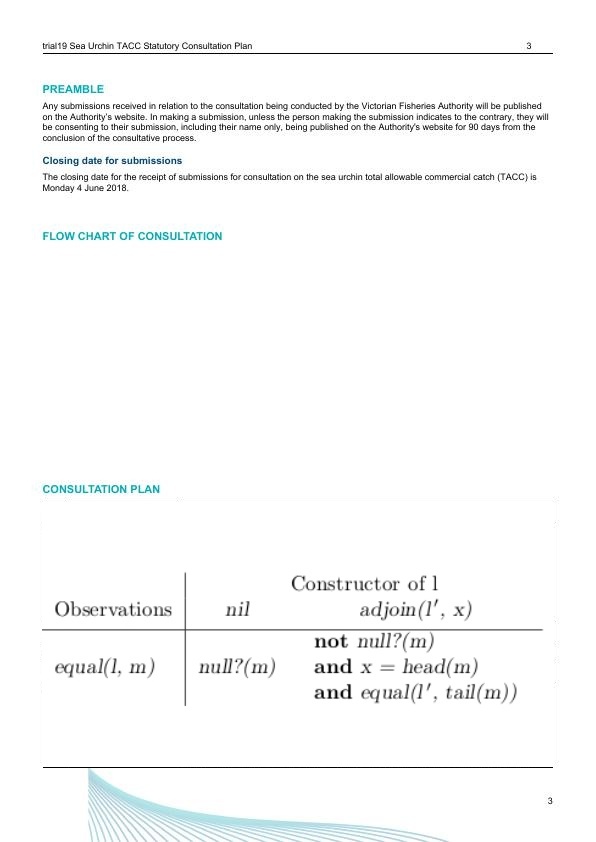 trial19 Sea Urchin TACC Statutory Consultation Plan 3
PREAMBLE
Any submissions received in relation to the consultation being conducted by the Victorian Fisheries Authority will be published
on the Authority's website. In making a submission, unless the person making the submission indicates to the contrary, they will
be consenting to their submission, including their name only, being published on the Authority's website for 90 days from the
conclusion of the consultative process.
Closing date for submissions
The closing date for the receipt of submissions for consultation on the sea urchin total allowable commercial catch (TACC) is
Monday 4 June 2018.
FLOW CHART OF CONSULTATION
CONSULTATION PLAN
Constructor of l
Observations nil adjoin(l′, x)
not null?(m)
equal(l, m) null?(m) and x = head(m)
and equal(l′, tail(m))
3